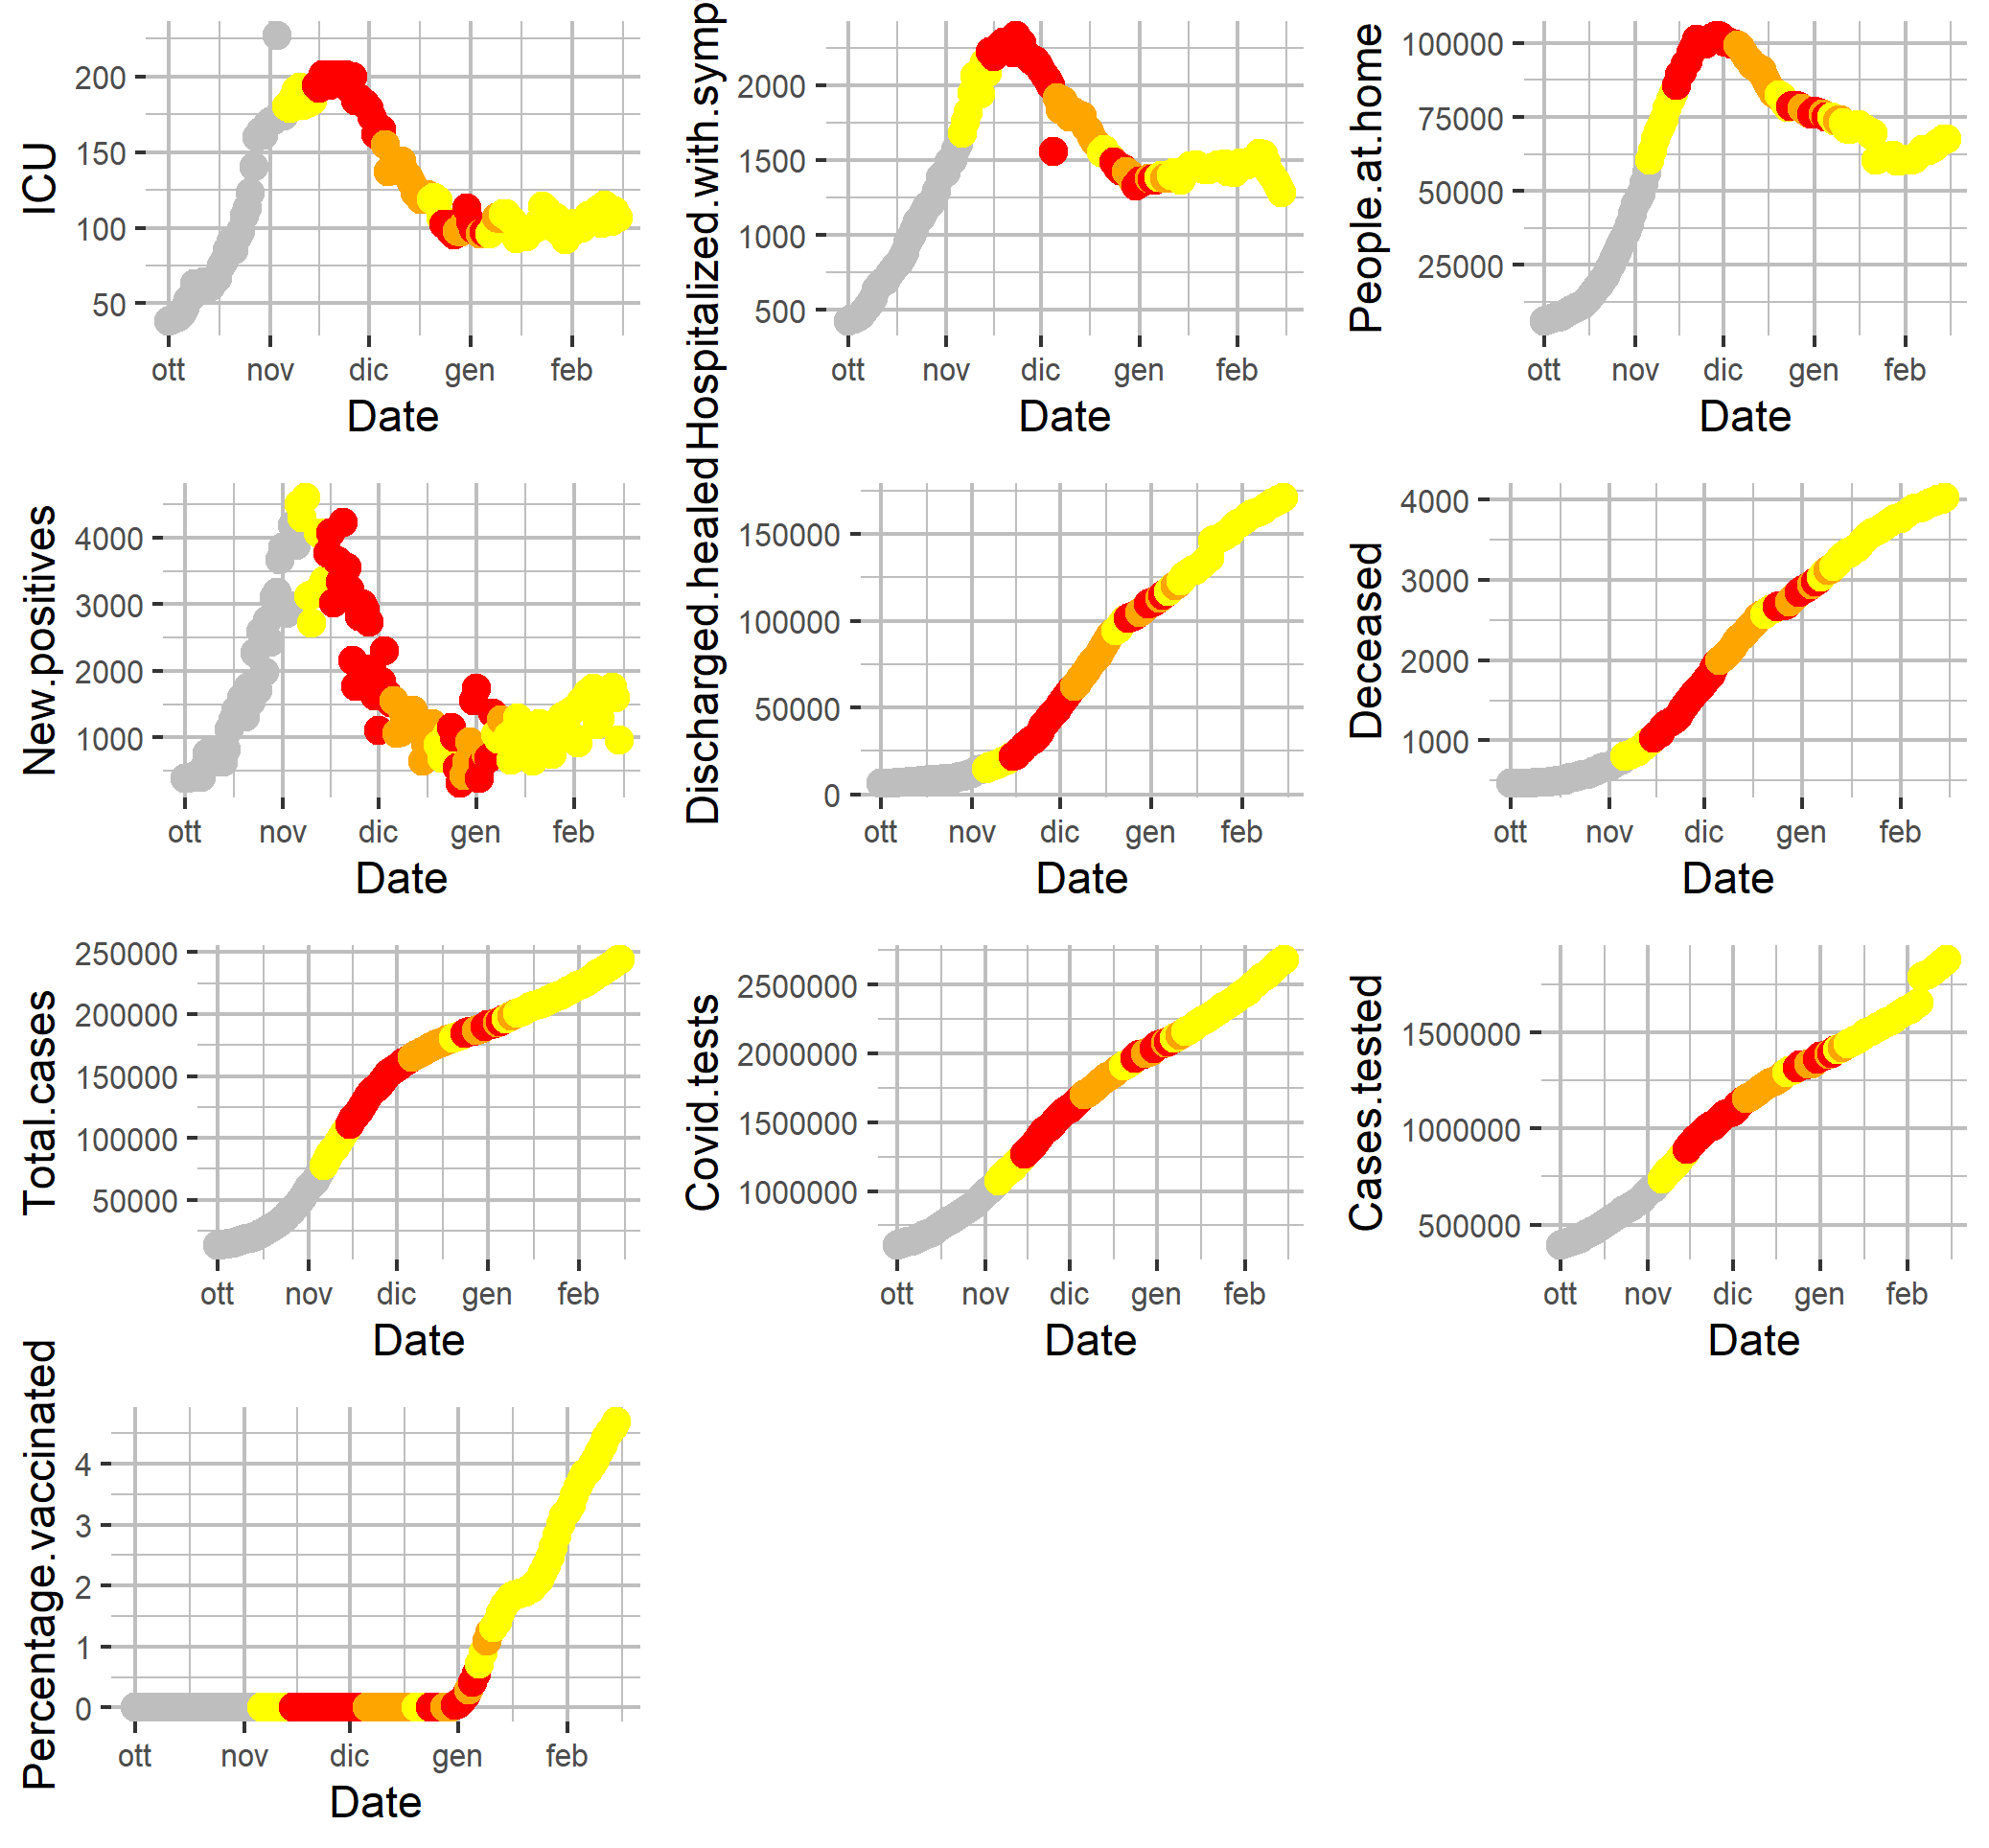 ICU
200
150
100
50
ott nov dic gen feb
Date
Hospitalized.with.symp
2000
1500
1000
500
ott nov dic gen feb
Date
People.at.home
100000
75000
50000
25000
ott nov dic gen feb
Date
New.positives
4000
3000
2000
1000
ott nov dic gen feb
Date
Discharged.healed
150000
100000
50000
0
ott nov dic gen feb
Date
Deceased
4000
3000
2000
1000
ott nov dic gen feb
Date
Total.cases
250000
200000
150000
100000
50000
ott nov dic gen feb
Date
Covid.tests
2500000
2000000
1500000
1000000
ott nov dic gen feb
Date
Cases.tested
1500000
1000000
500000
ott nov dic gen feb
Date
Percentage.vaccinated
4
3
2
1
0
ott nov dic gen feb
Date